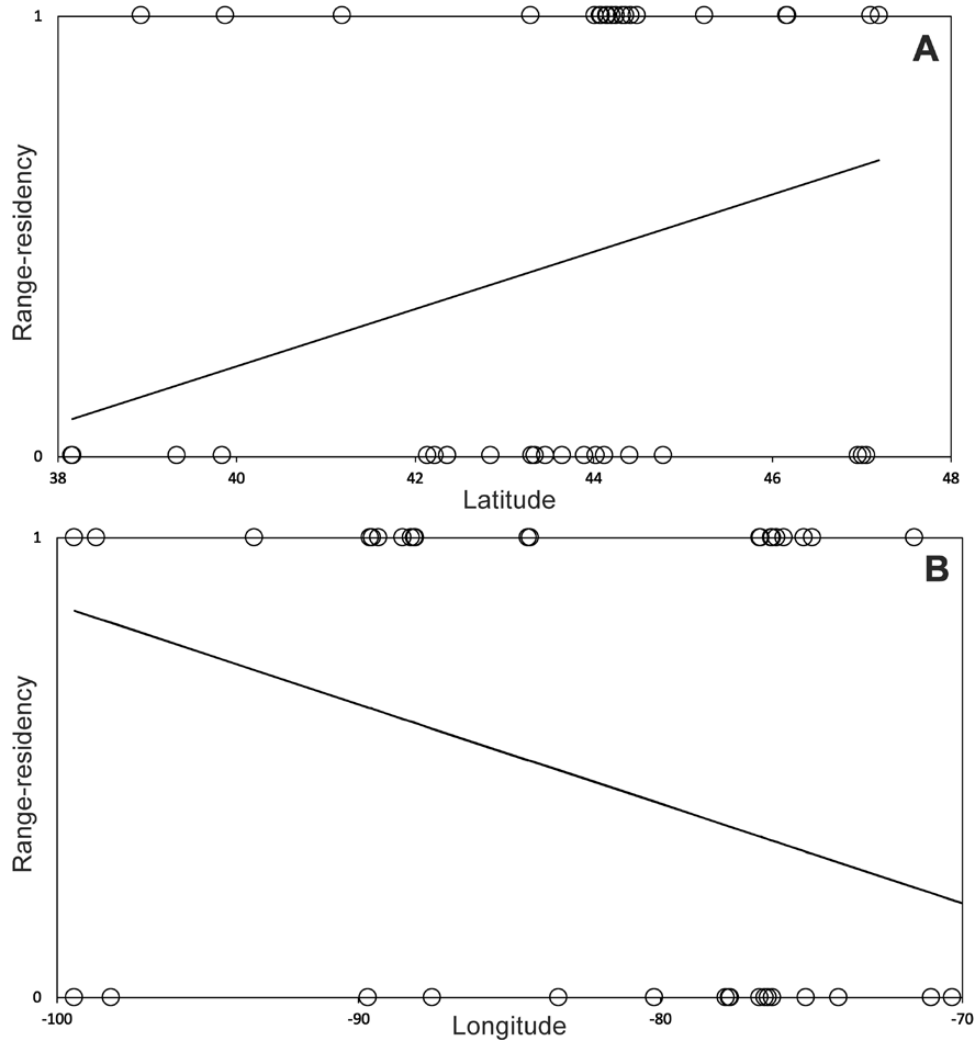 1
A
Range-residency
0
38 40 42 44 46 48
Latitude
1
B
Range-residency
0
-100 -90 -80 -70
Longitude